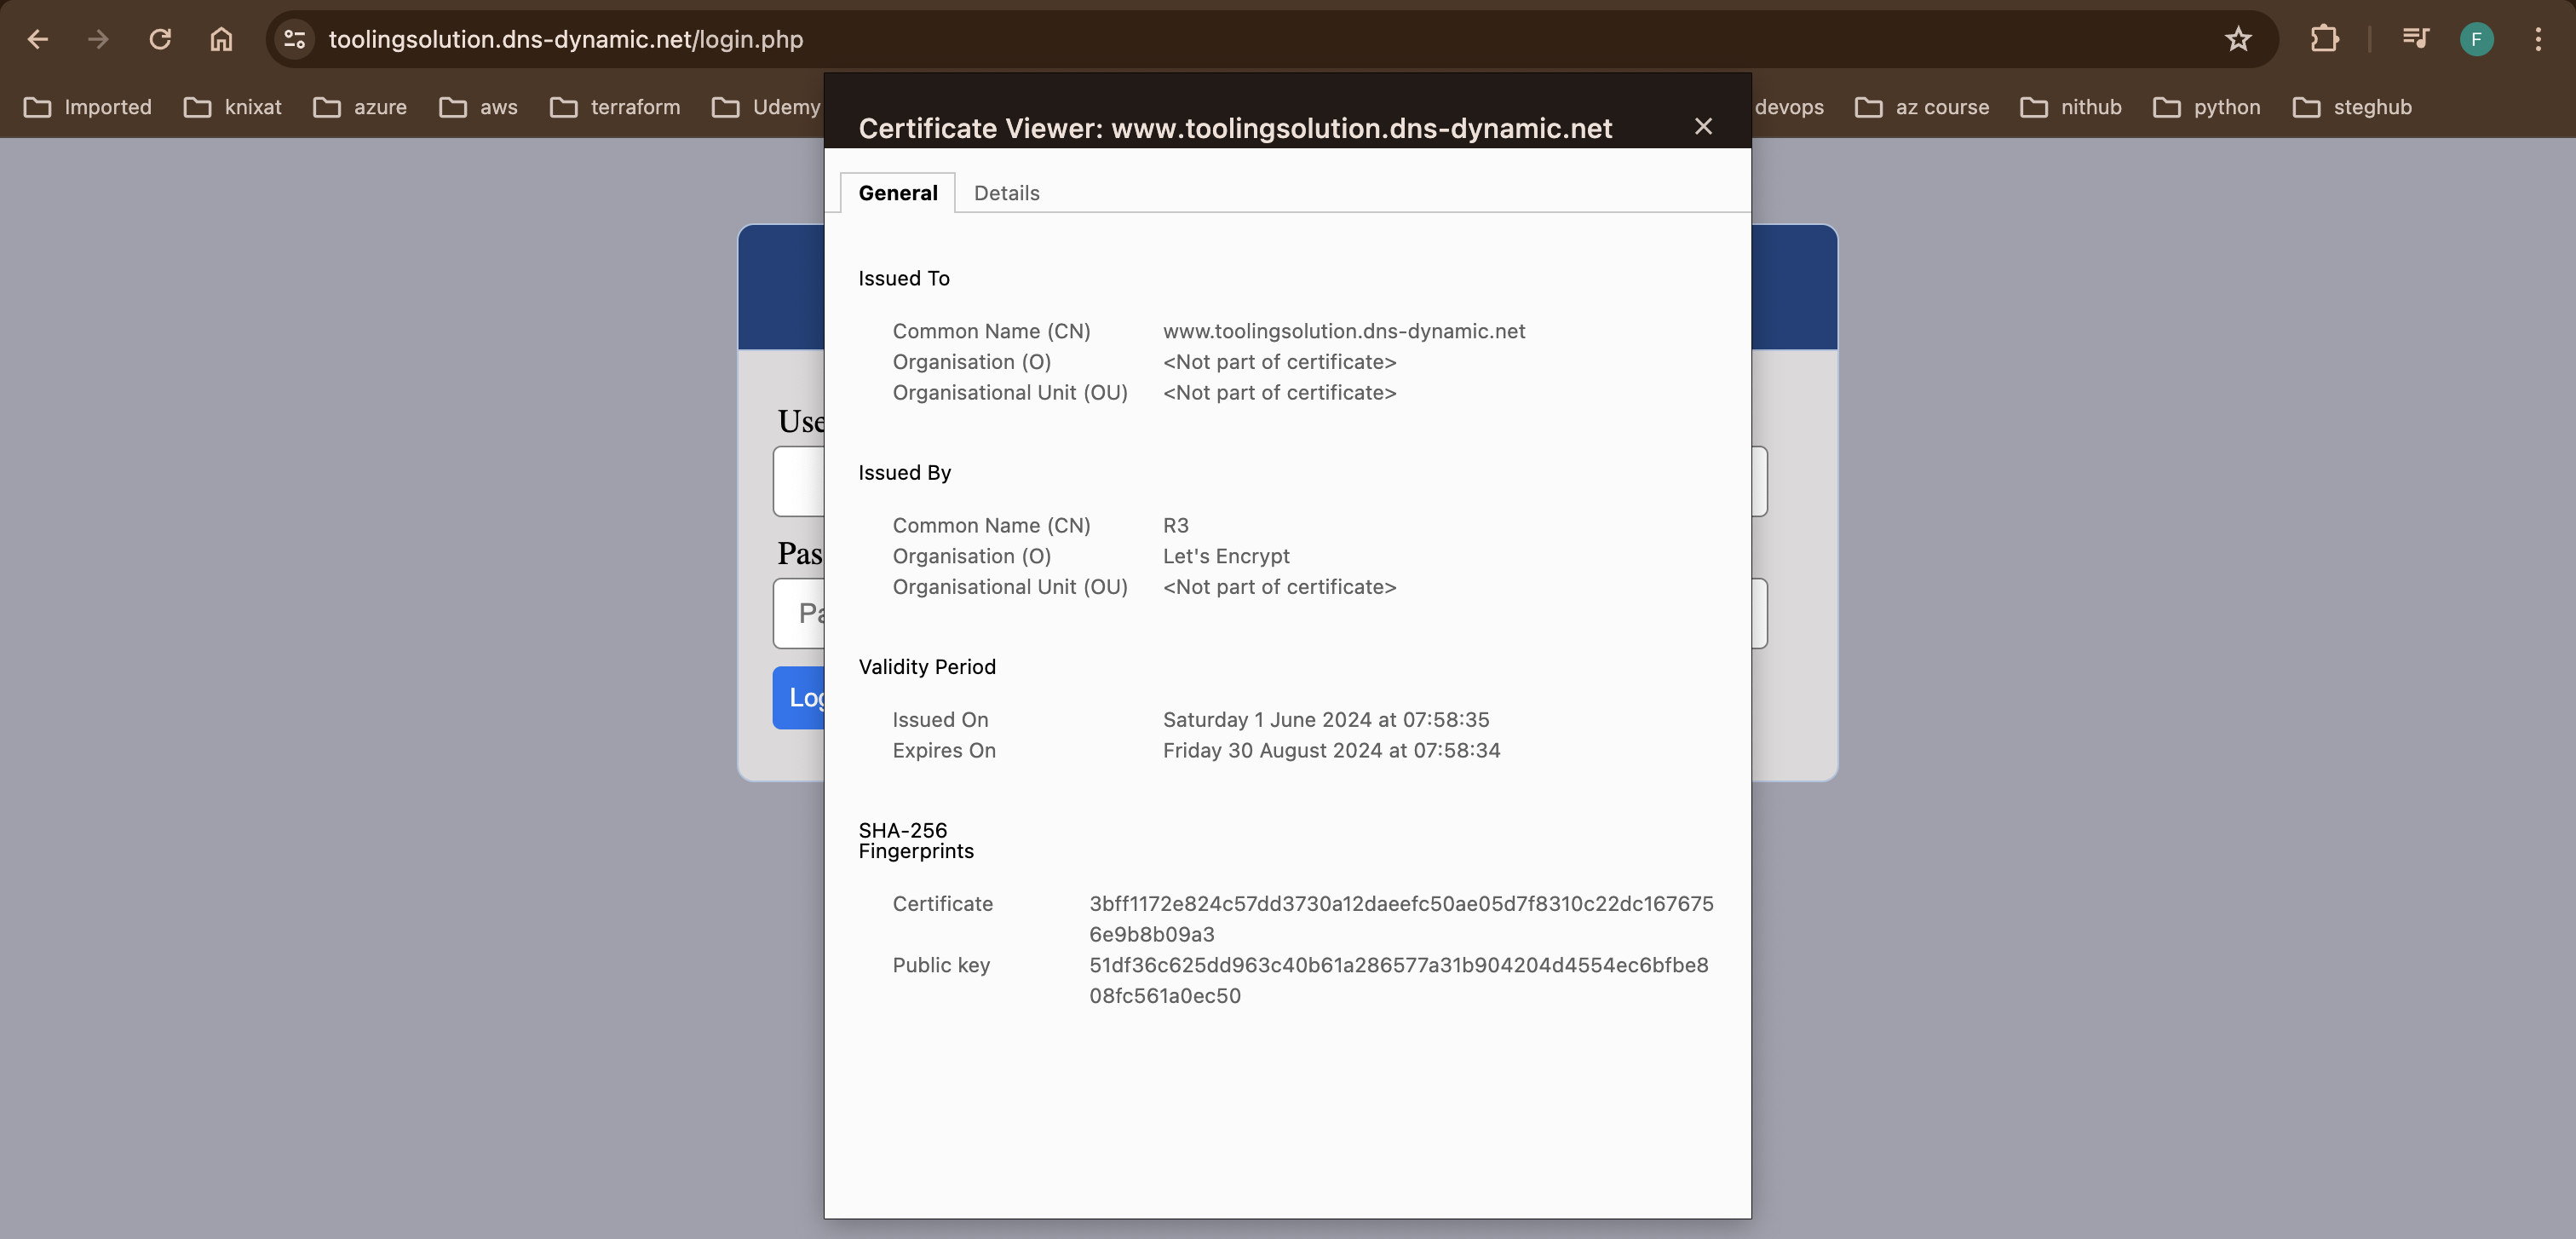 toolingsolution.dns-dynamic.net/login.php
F
Imported knixat azure aws terraform Udemy devops az course nithub python steghub
Certificate Viewer: www.toolingsolution.dns-dynamic.net
General Details
Issued To
Common Name (CN) www.toolingsolution.dns-dynamic.net
Organisation (O) <Not part of certificate>
Organisational Unit (OU) <Not part of certificate>
Use
Issued By
Common Name (CN) R3
Pas
Organisation (O) Let's Encrypt
Organisational Unit (OU) <Not part of certificate>
Pa
Validity Period
Log
Issued On Saturday 1 June 2024 at 07:58:35
Expires On Friday 30 August 2024 at 07:58:34
SHA-256
Fingerprints
Certificate 3bff1172e824c57dd3730a12daeefc50ae05d7f8310c22dc167675
6e9b8b09a3
Public key 51df36c625dd963c40b61a286577a31b904204d4554ec6bfbe8
08fc561a0ec50